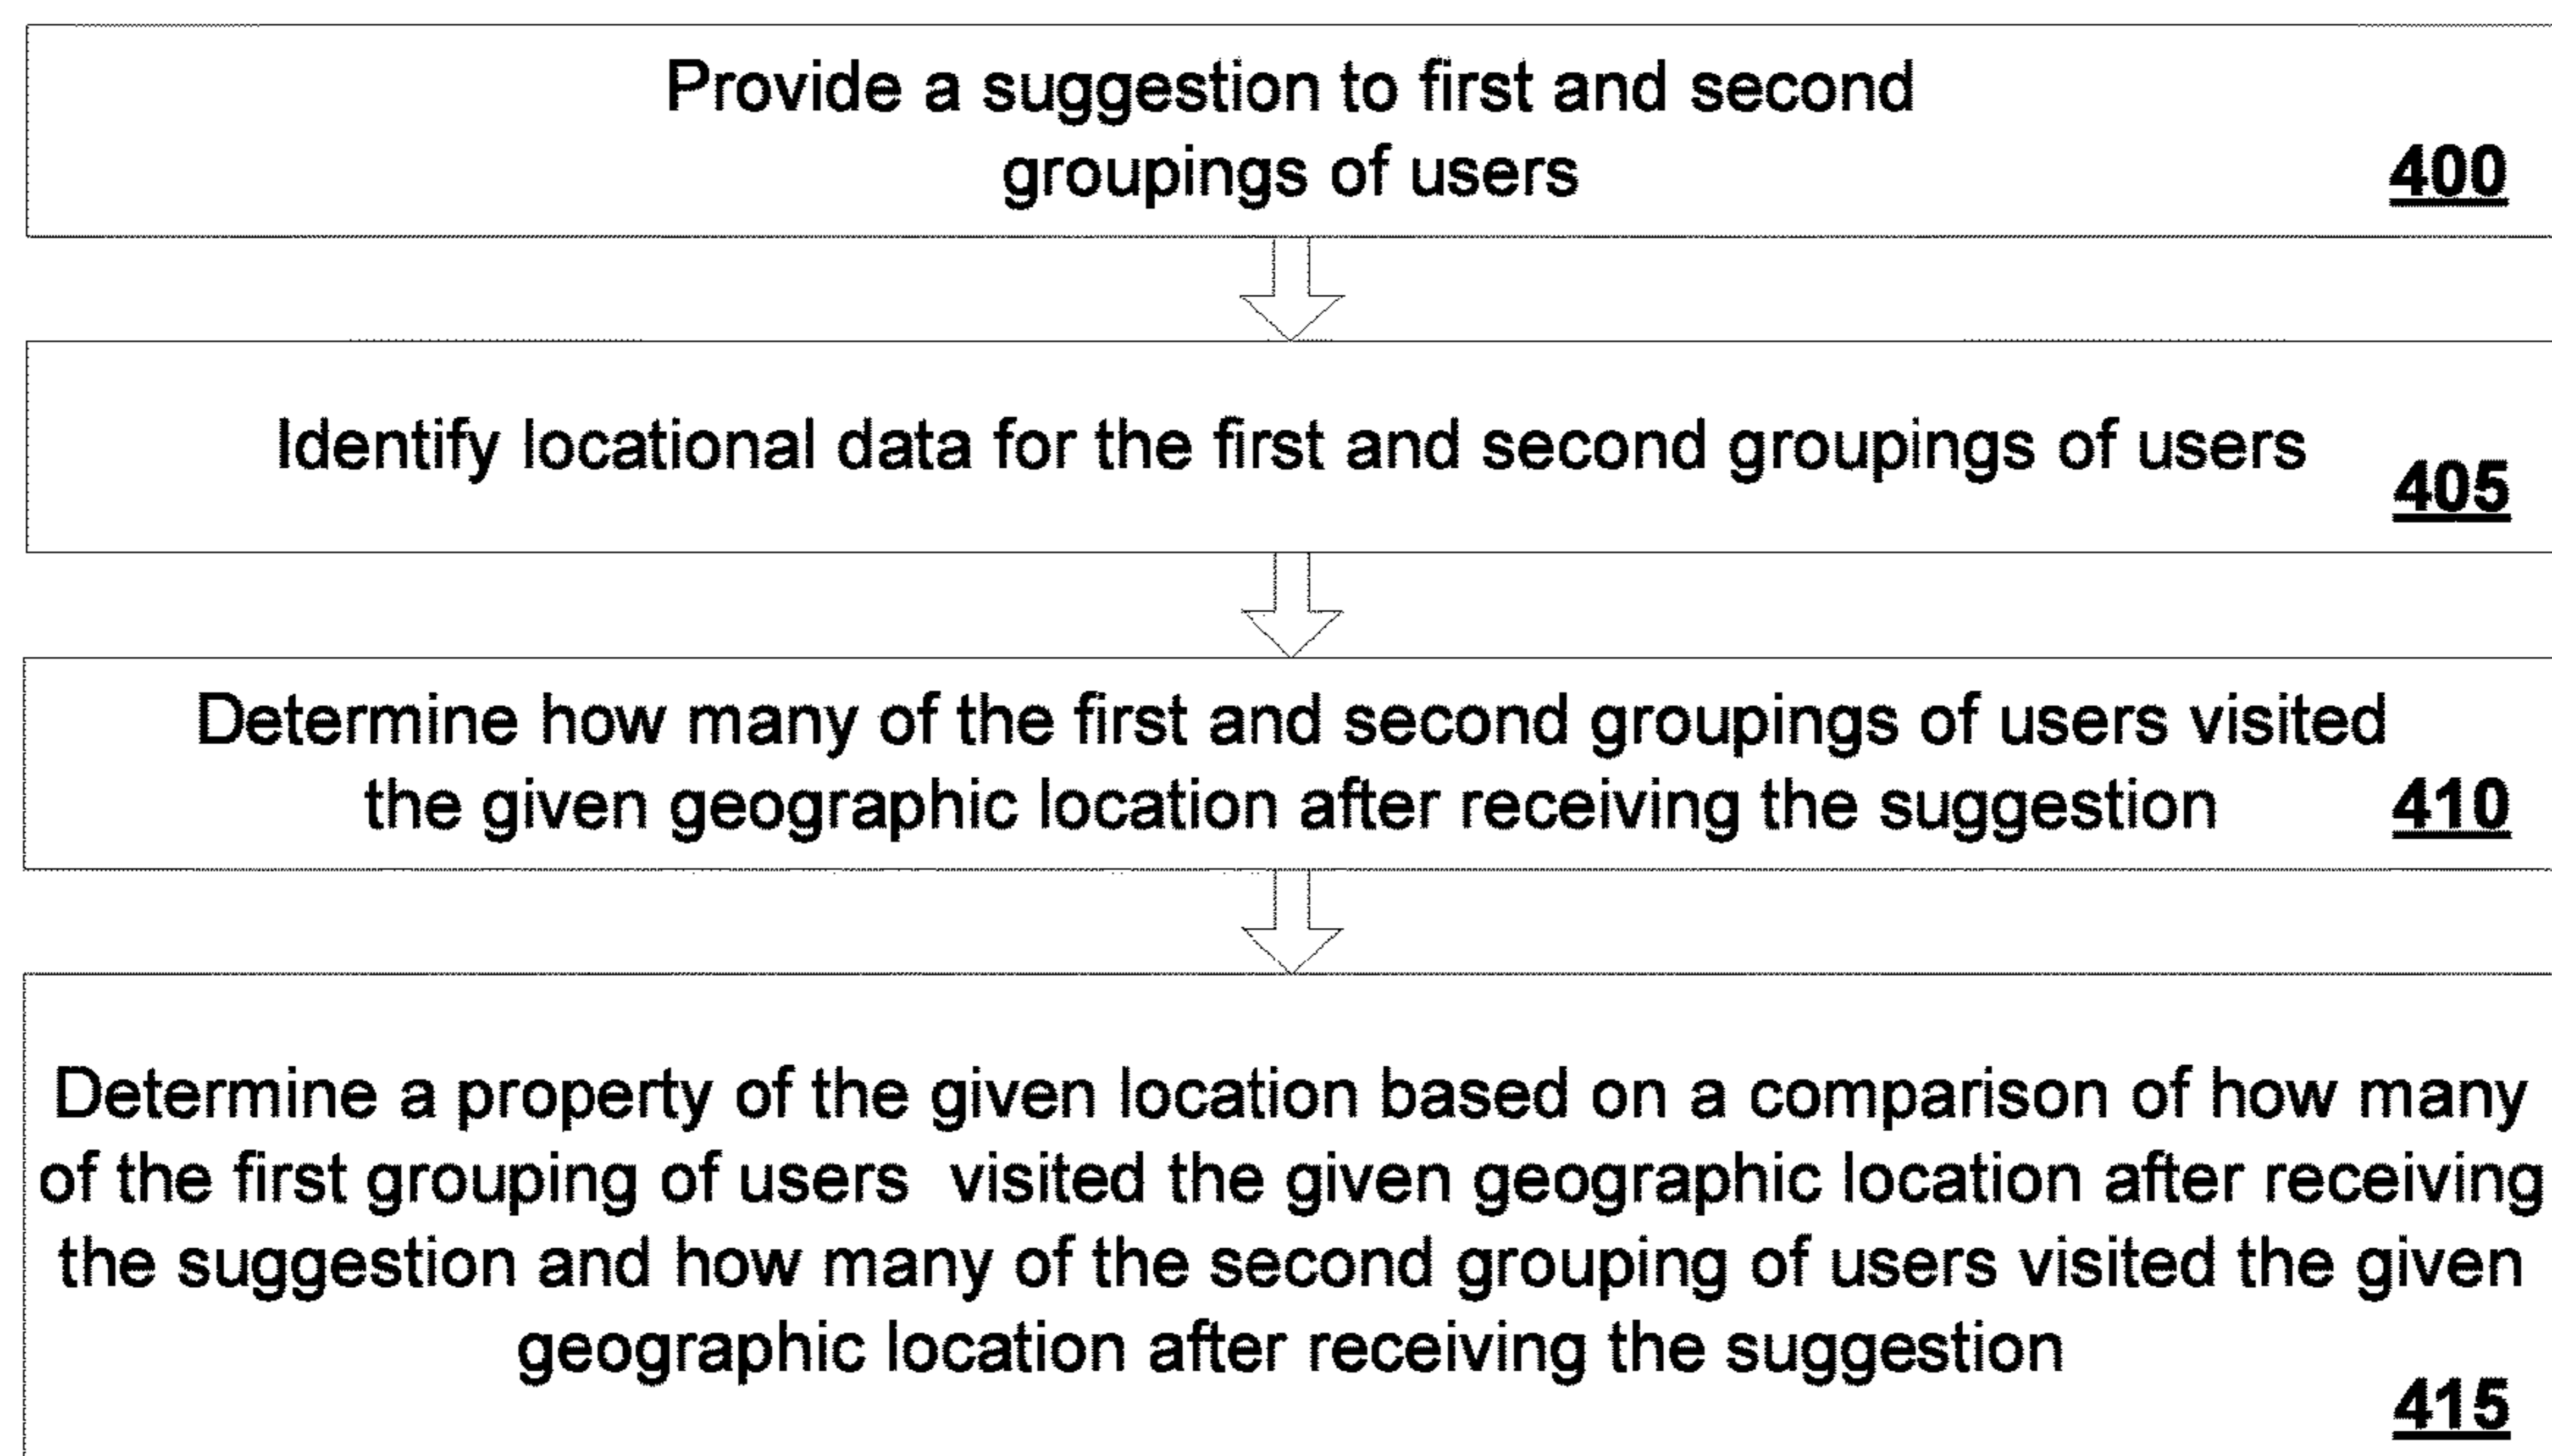 Provide a suggestion to first and second
groupings of users
400
Identify locational data for the first and second groupings of users
405
Determine how many of the first and second groupings of users visited
the given geographic location after receiving the suggestion
410
Determine a property of the given location based on a comparison of how many
of the first grouping of users visited the given geographic location after receiving
the suggestion and how many of the second grouping of users visited the given
geographic location after receiving the suggestion
415